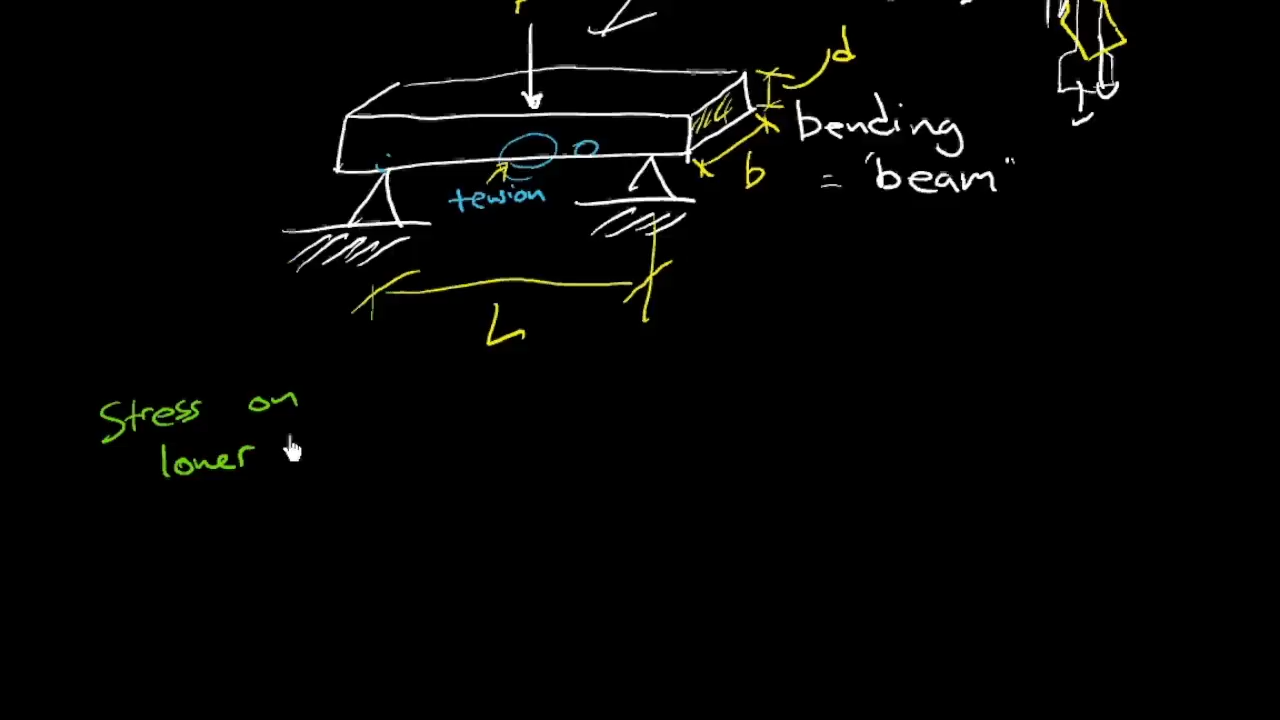 d
bending
b
= "beam"
tension
L
Stress on
lower